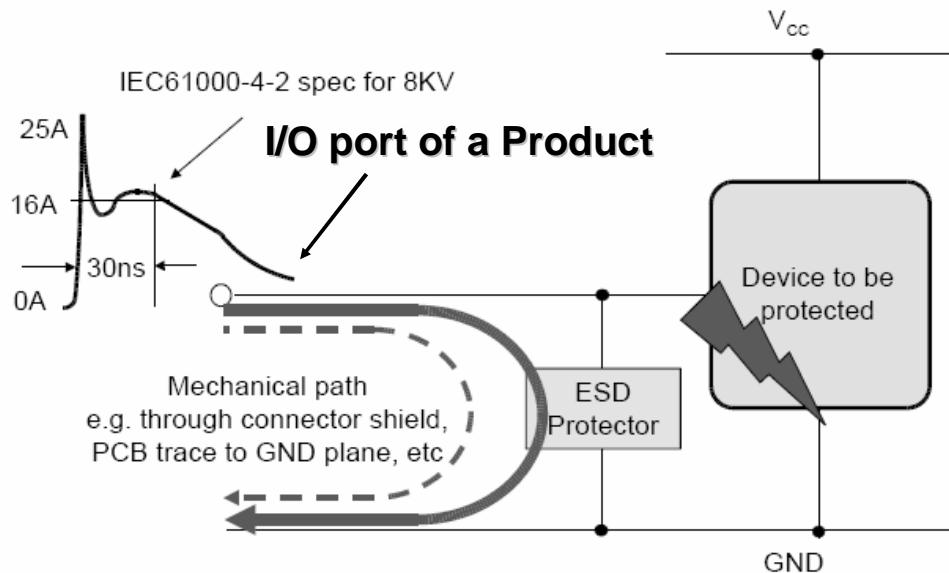 V_CC
IEC61000-4-2 spec for 8KV
25A
I/O port of a Product
16A
30ns
0A
Device to be
protected
Mechanical path
e.g. through connector shield,
PCB trace to GND plane, etc
ESD
Protector
GND